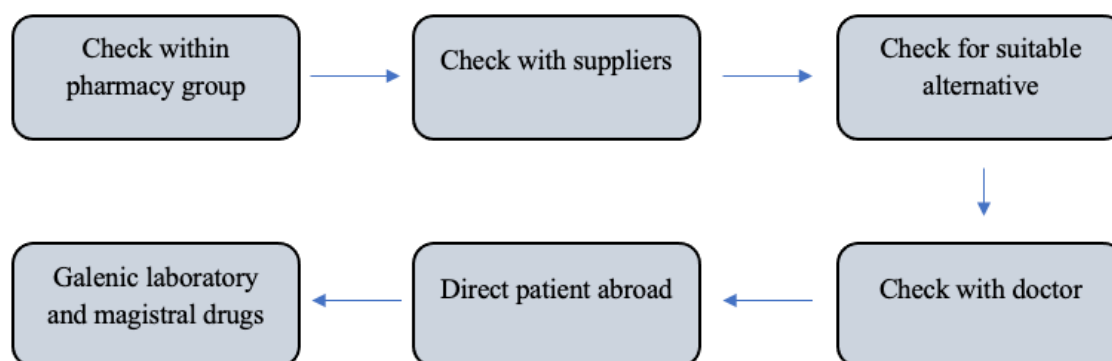 Check within
pharmacy group
Check with suppliers
Check for suitable
alternative
Check with doctor
Direct patient abroad
Galenic laboratory
and magistral drugs